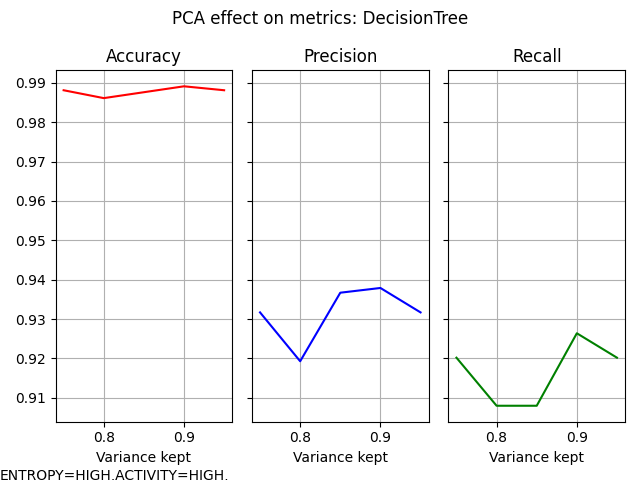 PCA effect on metrics: DecisionTree
Accuracy
Precision
Recall
0.99
0.98
0.97
0.96
0.95
0.94
0.93
0.92
0.91
0.8 0.9
0.8 0.9
0.8 0.9
Variance kept
Variance kept
Variance kept
ENTROPY=HIGH.ACTIVITY=HIGH.